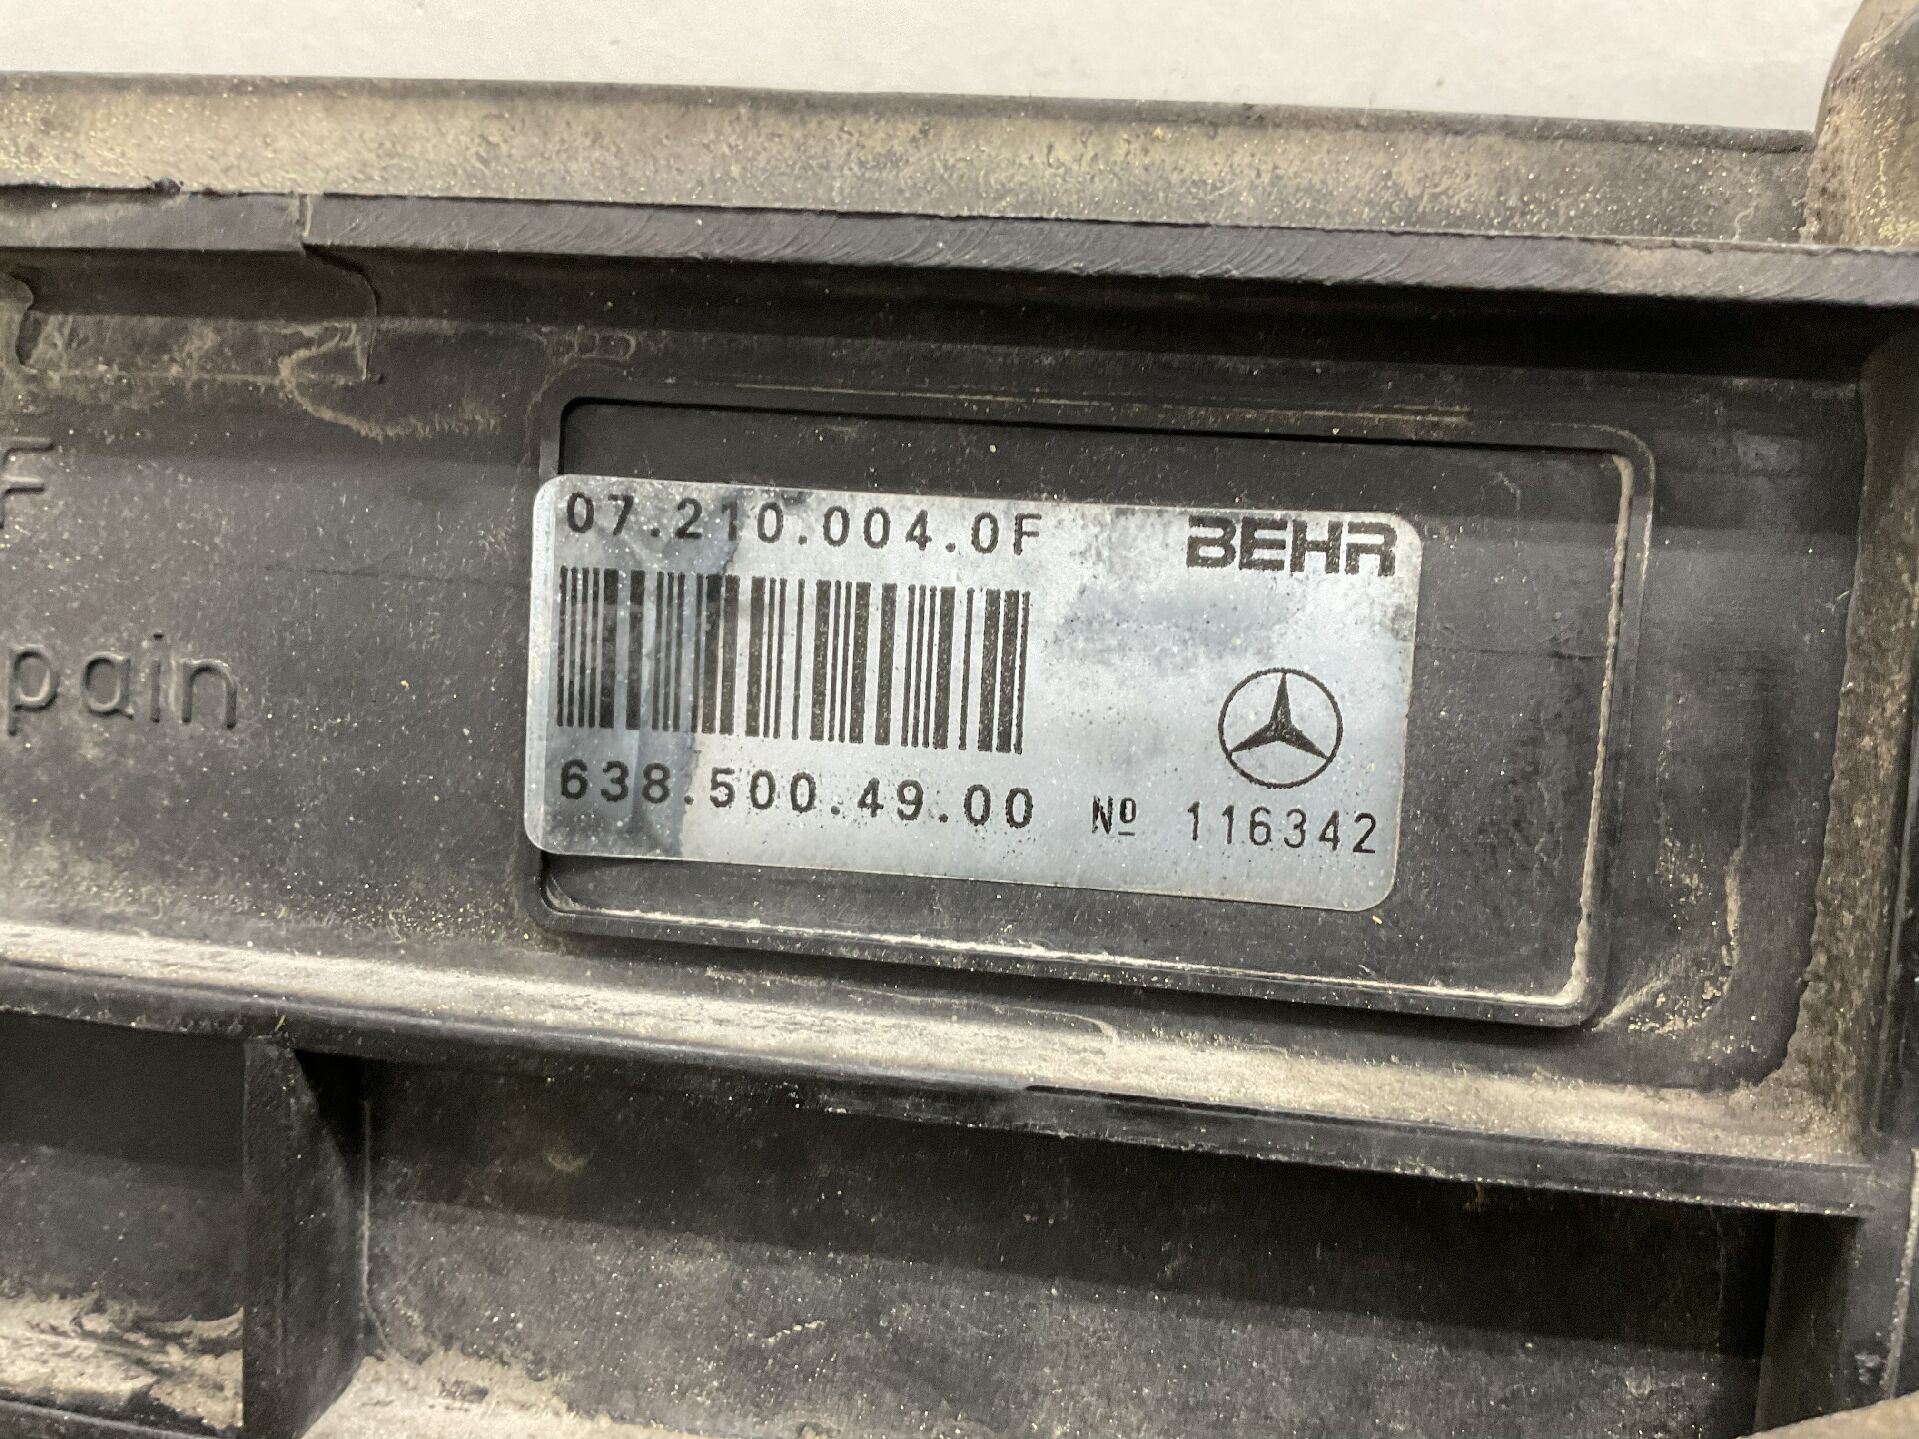 F
pain
07.210.004.0F BEHR
638.500.49.00 Nº 116342